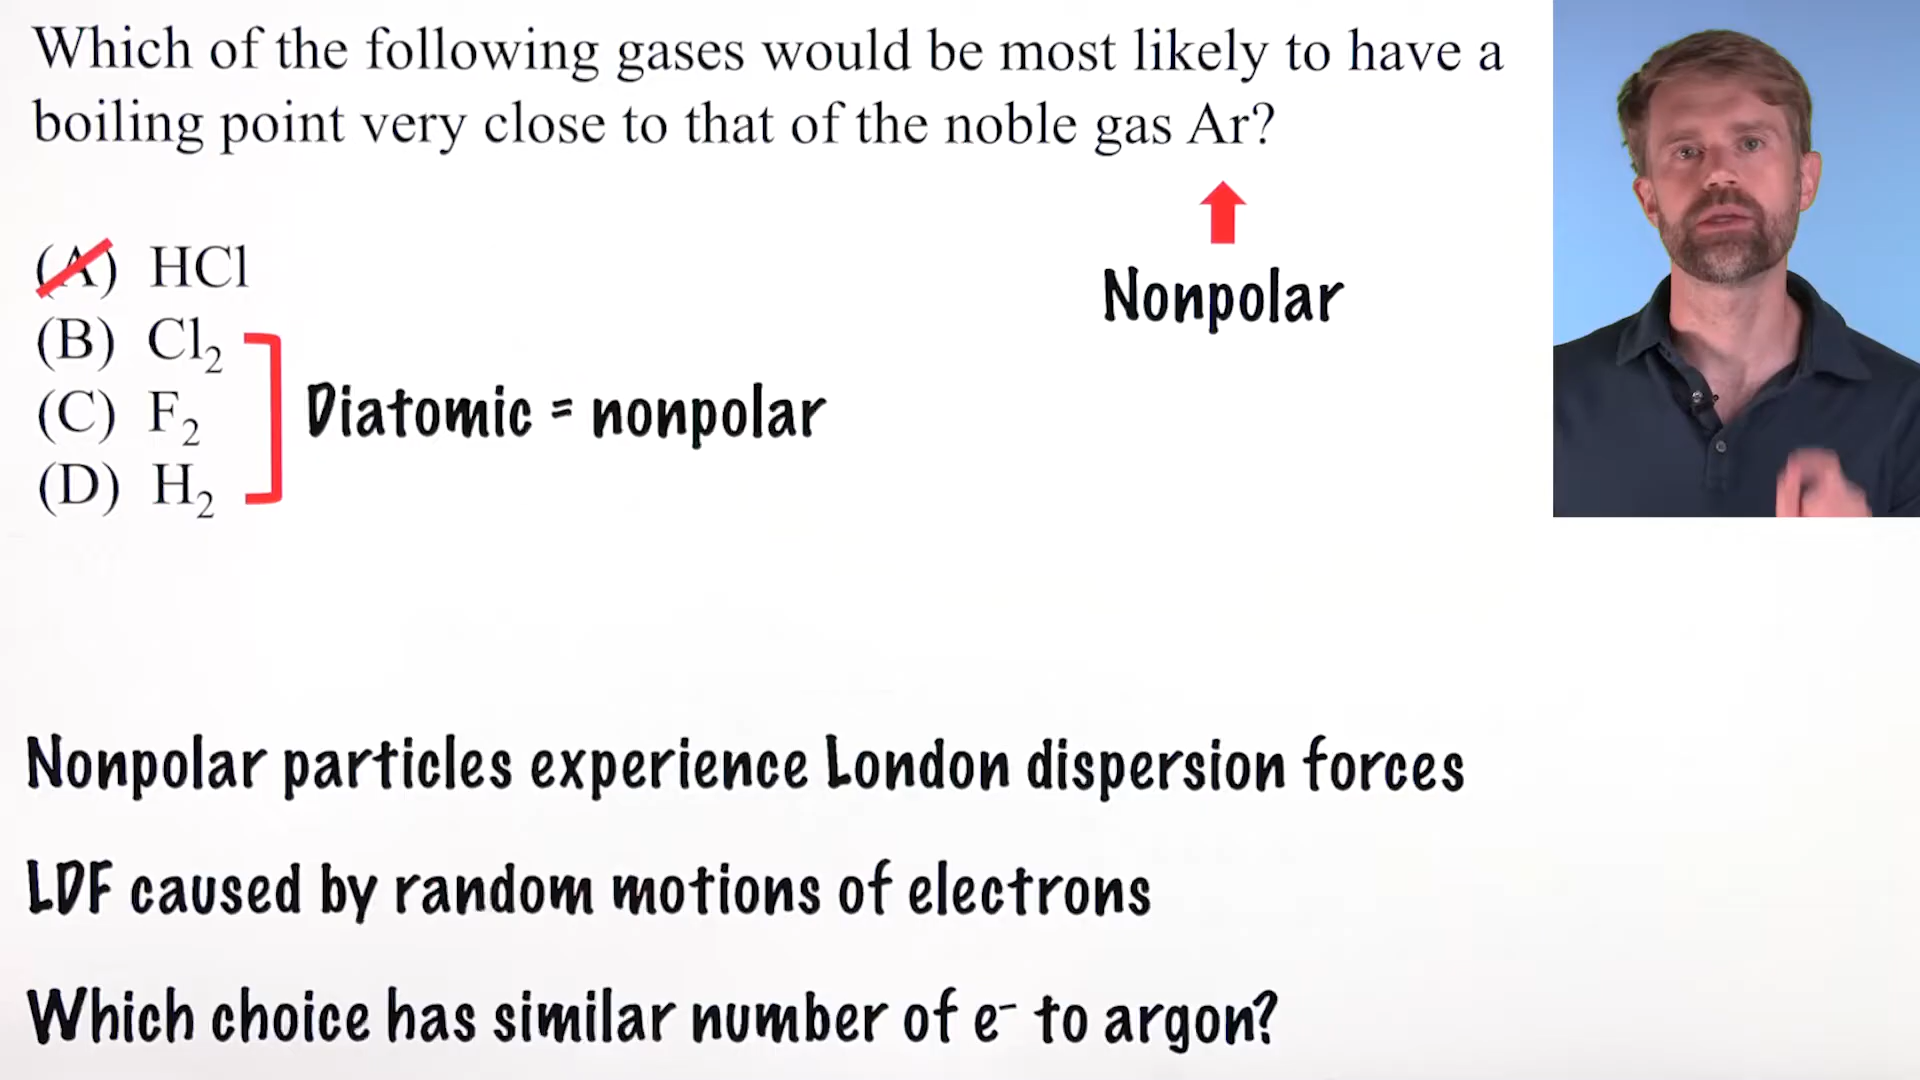 Which of the following gases would be most likely to have a
boiling point very close to that of the noble gas Ar?
Nonpolar
(A) HCl
(B) Cl₂
(C) F₂
(D) H₂
Diatomic = nonpolar
Nonpolar particles experience London dispersion forces
LDF caused by random motions of electrons
Which choice has similar number of e⁻ to argon?